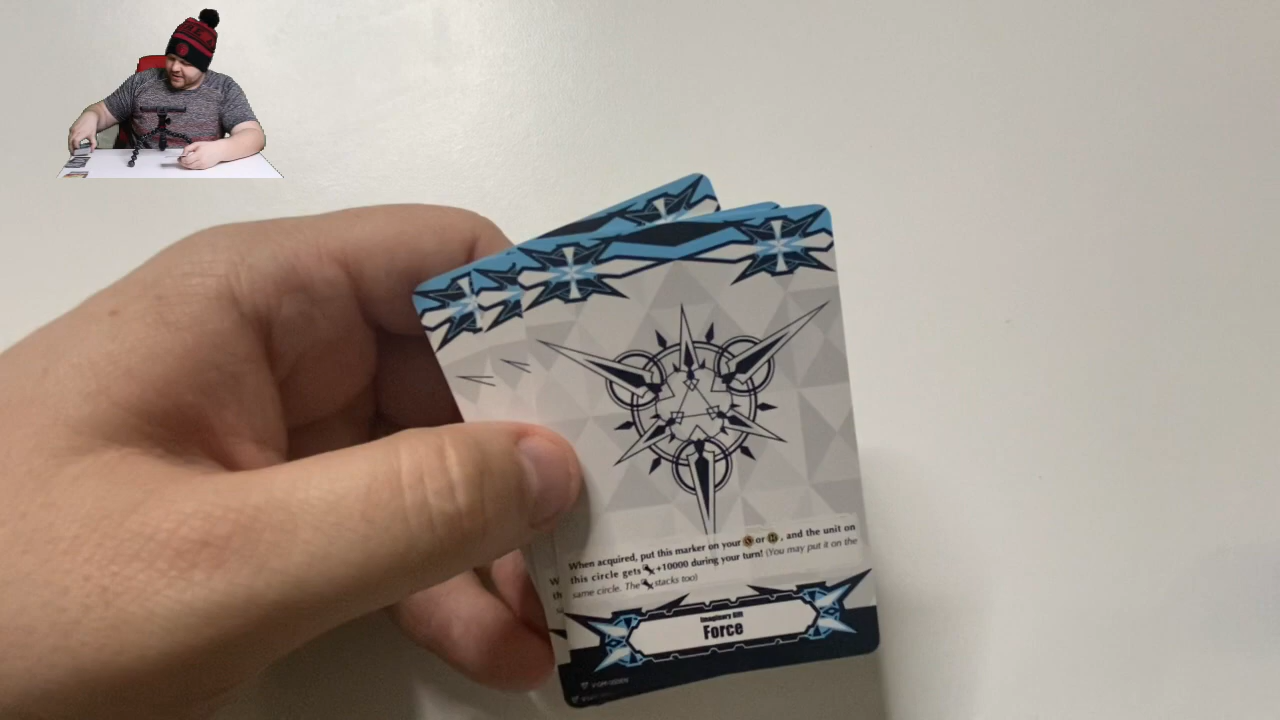 When acquired, put this marker on your or , and the unit on
this circle gets +10000 during your turn! (You may put it on the
same circle. The stacks too)
Imaginary Gift
Force